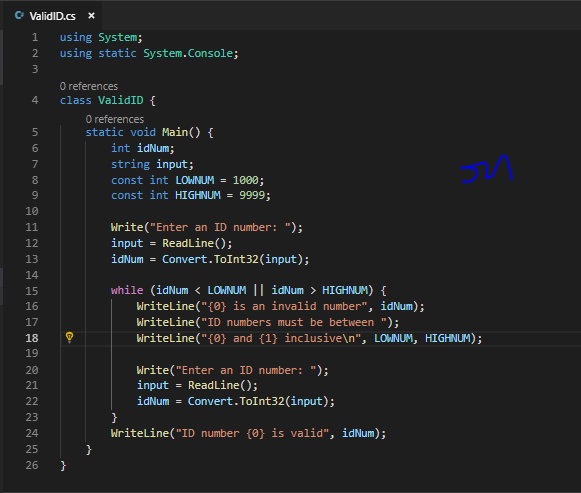 ValidID.cs
1 using System;
2 using static System.Console;
3
0 references
4 class ValidID {
0 references
5 static void Main() {
6 int idNum;
7 string input;
8 const int LOWNUM = 1000;
9 const int HIGHNUM = 9999;
10
11 Write("Enter an ID number: ");
12 input = ReadLine();
13 idNum = Convert.ToInt32(input);
14
15 while (idNum < LOWNUM || idNum > HIGHNUM) {
16 WriteLine("{0} is an invalid number", idNum);
17 WriteLine("ID numbers must be between ");
18 WriteLine("{0} and {1} inclusive\n", LOWNUM, HIGHNUM);
19
20 Write("Enter an ID number: ");
21 input = ReadLine();
22 idNum = Convert.ToInt32(input);
23 }
24 WriteLine("ID number {0} is valid", idNum);
25 }
26 }